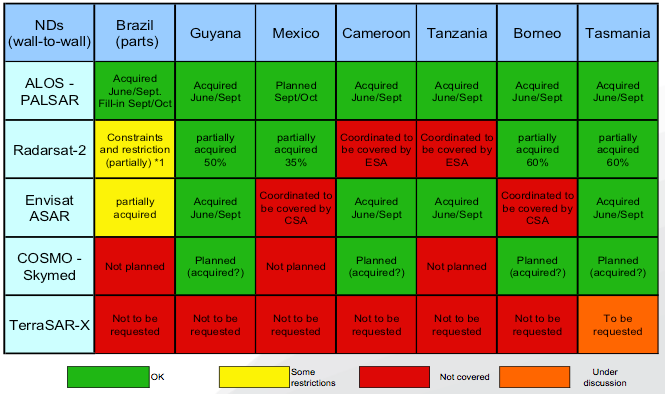 NDs (wall-to-wall) Brazil (parts) Guyana Mexico Cameroon Tanzania Borneo Tasmania
ALOS - PALSAR Acquired June/Sept. Fill-in Sept/Oct Acquired June/Sept Planned Sept/Oct Acquired June/Sept Acquired June/Sept Acquired June/Sept Acquired June/Sept
Radarsat-2 Constraints and restriction (partially) *1 partially acquired 50% partially acquired 35% Coordinated to be covered by ESA Coordinated to be covered by ESA partially acquired 60% partially acquired 60%
Envisat ASAR partially acquired Acquired June/Sept Coordinated to be covered by CSA Acquired June/Sept Acquired June/Sept Coordinated to be covered by CSA Acquired June/Sept
COSMO - Skymed Not planned Planned (acquired?) Not planned Planned (acquired?) Not planned Planned (acquired?) Planned (acquired?)
TerraSAR-X Not to be requested Not to be requested Not to be requested Not to be requested Not to be requested Not to be requested To be requested
OK Some restrictions Not covered Under discussion